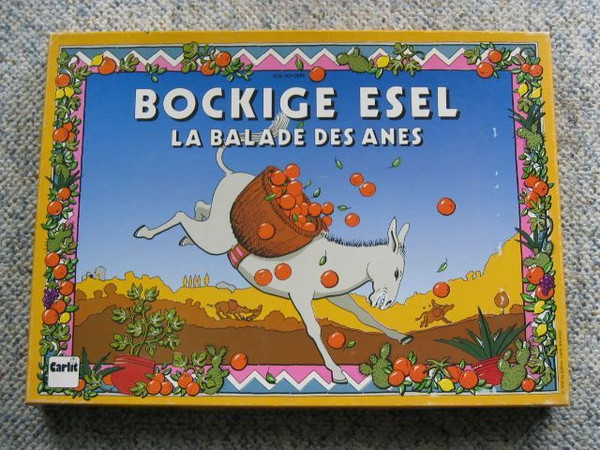 BOCKIGE ESEL
LA BALADE DES ANES
Carlit